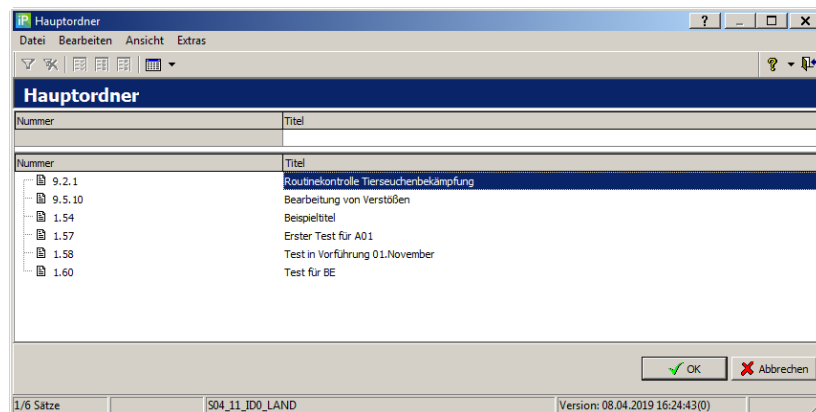 iP Hauptordner ?
Datei Bearbeiten Ansicht Extras
?
Hauptordner
Nummer Titel
Nummer Titel
9.2.1 Routinekontrolle Tierseuchenbekämpfung
9.5.10 Bearbeitung von Verstößen
1.54 Beispieltitel
1.57 Erster Test für A01
1.58 Test in Vorführung 01.November
1.60 Test für BE
OK Abbrechen
1/6 Sätze S04_11_ID0_LAND Version: 08.04.2019 16:24:43(0)